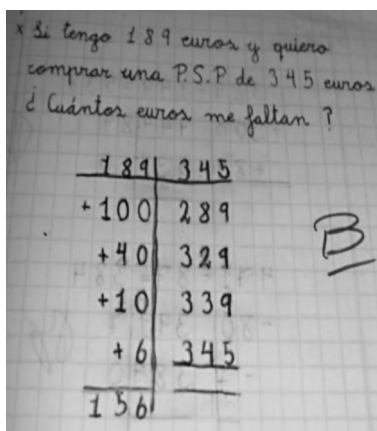 x Si tengo 189 euros y quiero
comprar una P.S.P de 345 euros
¿ Cuántos euros me faltan ?
189 345
+100 289
+40 329
+10 339
+6 345
156
B